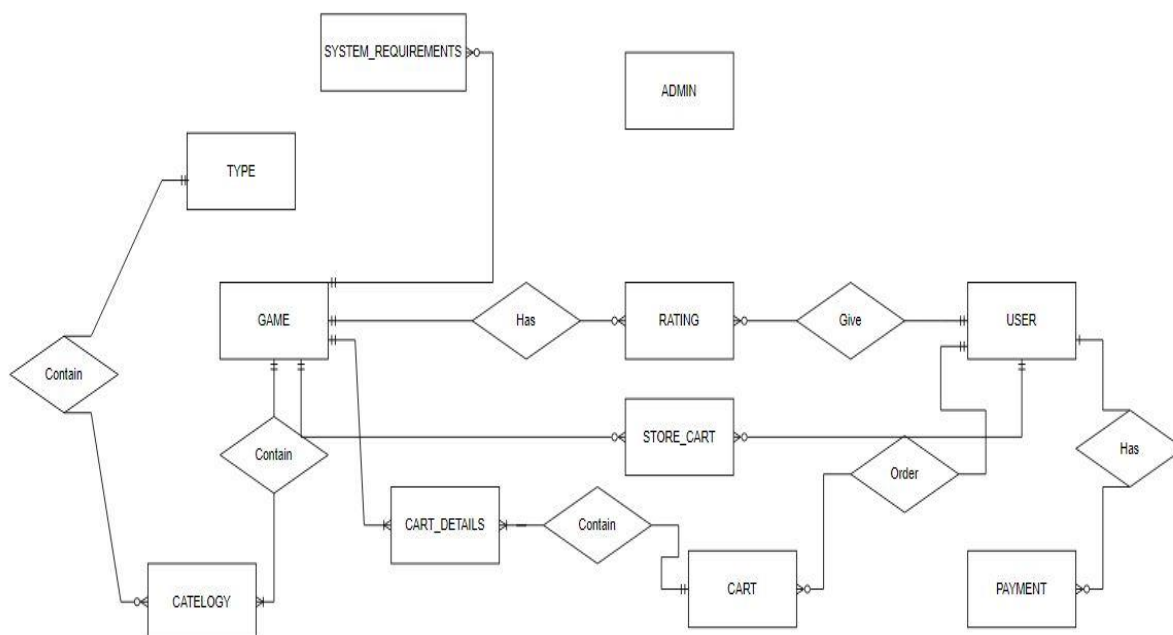 SYSTEM_REQUIREMENTS
ADMIN
TYPE
GAME
Has
RATING
Give
USER
Contain
STORE_CART
Contain
Order
Has
CART_DETAILS
Contain
CATELOGY
CART
PAYMENT